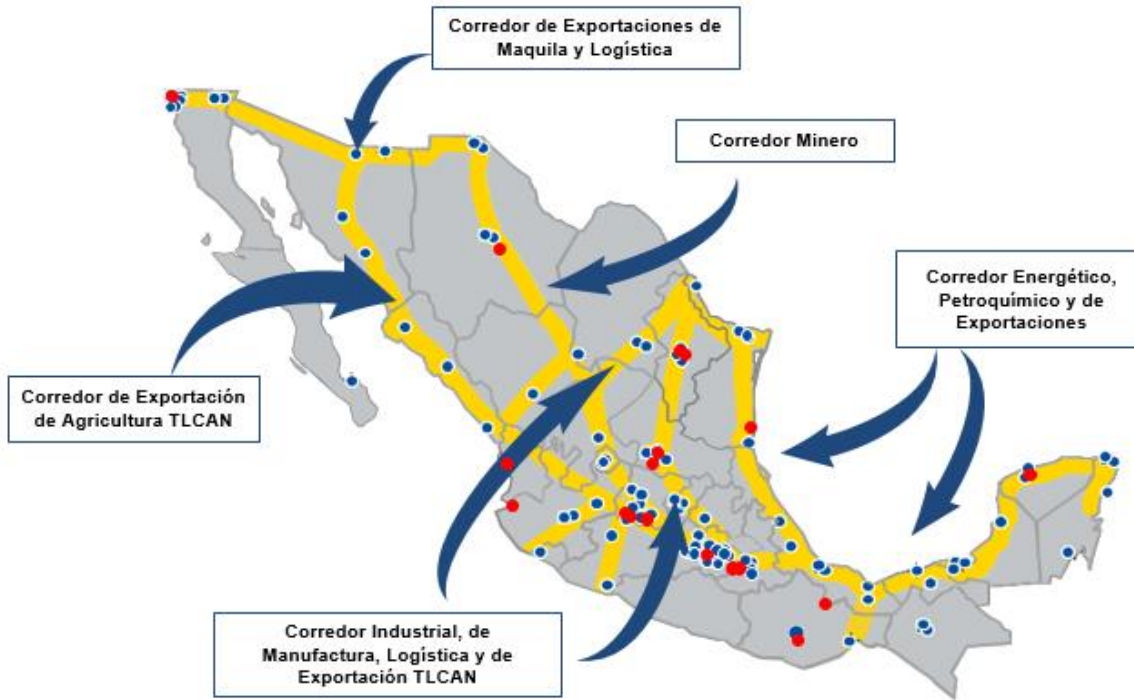 Corredor de Exportaciones de
Maquila y Logística
Corredor Minero
Corredor Energético,
Petroquímico y de
Exportaciones
Corredor de Exportación
de Agricultura TLCAN
Corredor Industrial, de
Manufactura, Logística y de
Exportación TLCAN